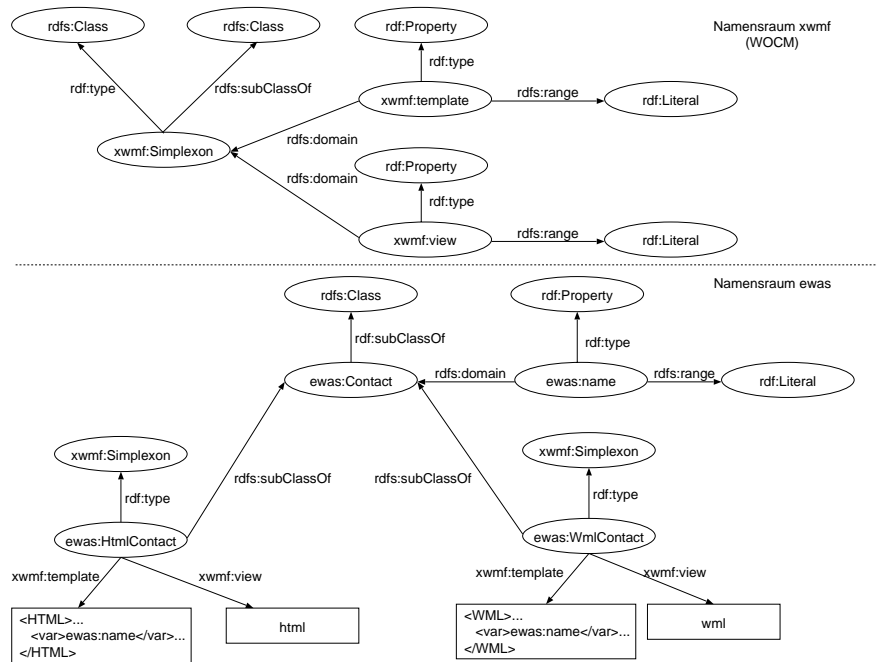 rdfs:Class
rdfs:Class
rdf:Property
Namensraum xwmf
(WOCM)
rdf:type
rdfs:subClassOf
rdf:type
xwmf:template
rdfs:range
rdf:Literal
rdfs:domain
xwmf:Simplexon
rdfs:domain
rdf:Property
rdf:type
xwmf:view
rdfs:range
rdf:Literal
Namensraum ewas
rdfs:Class
rdf:Property
rdf:subClassOf
rdf:type
ewas:Contact
rdfs:domain
ewas:name
rdfs:range
rdf:Literal
xwmf:Simplexon
xwmf:Simplexon
rdfs:subClassOf
rdfs:subClassOf
rdf:type
rdf:type
ewas:HtmlContact
ewas:WmlContact
xwmf:template
xwmf:view
xwmf:template
xwmf:view
<HTML>...
<var>ewas:name</var>...
</HTML>
html
<WML>...
<var>ewas:name</var>...
</WML>
wml